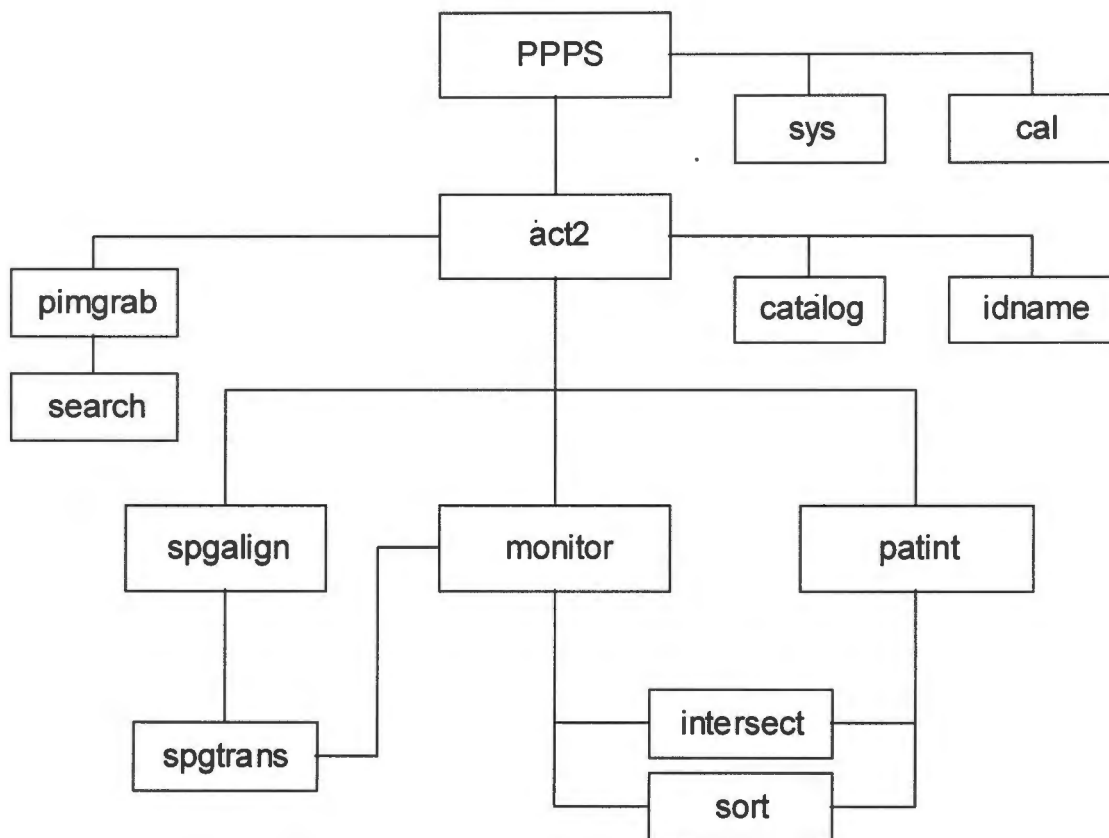 PPPS
sys
cal
act2
pimgrab
catalog
idname
search
spgalign
monitor
patint
intersect
spgtrans
sort